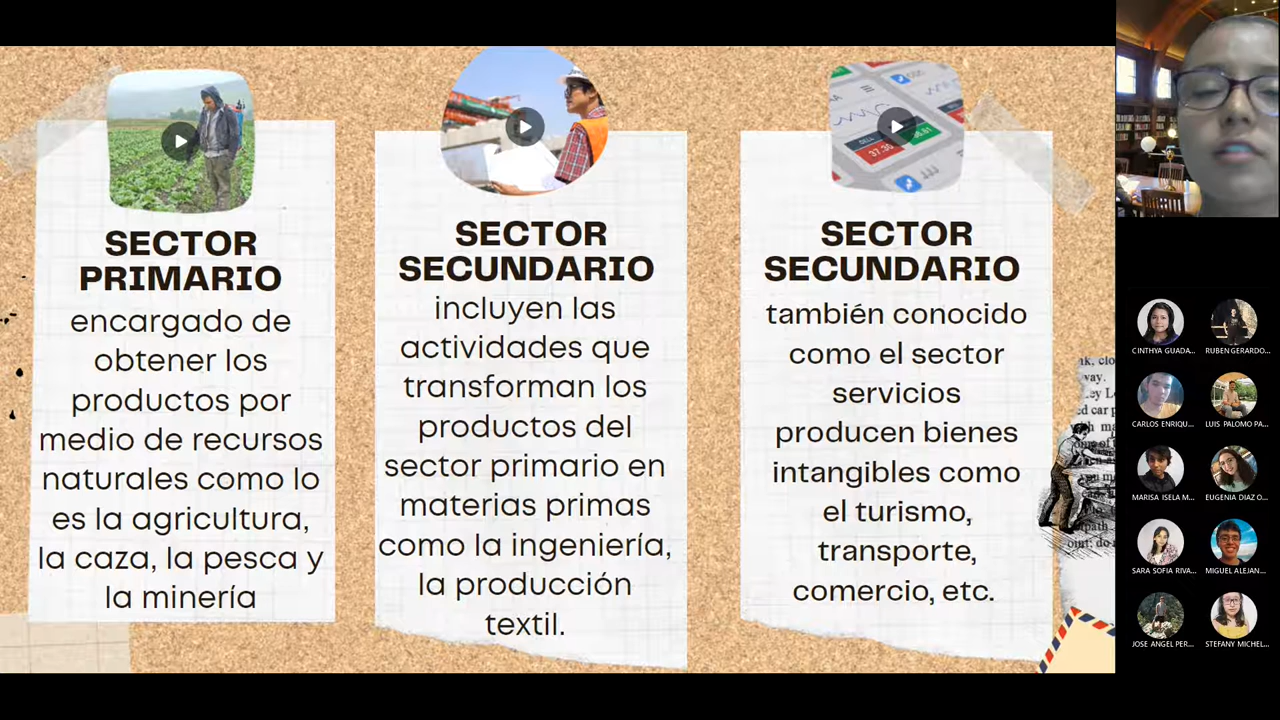 SECTOR
PRIMARIO
encargado de
obtener los
productos por
medio de recursos
naturales como lo
es la agricultura,
la caza, la pesca y
la minería
SECTOR
SECUNDARIO
incluyen las
actividades que
transforman los
productos del
sector primario en
materias primas
como la ingeniería,
la producción
textil.
SECTOR
SECUNDARIO
también conocido
como el sector
servicios
producen bienes
intangibles como
el turismo,
transporte,
comercio, etc.
37.30
CINTHYA GUADA...
RUBEN GERARDO...
CARLOS ENRIQU...
LUIS PALOMO PA...
MARISA ISELA M...
EUGENIA DIAZ O...
SARA SOFIA RIVA...
MIGUEL ALEJAN...
JOSE ANGEL PER...
STEFANY MICHEL...
way.